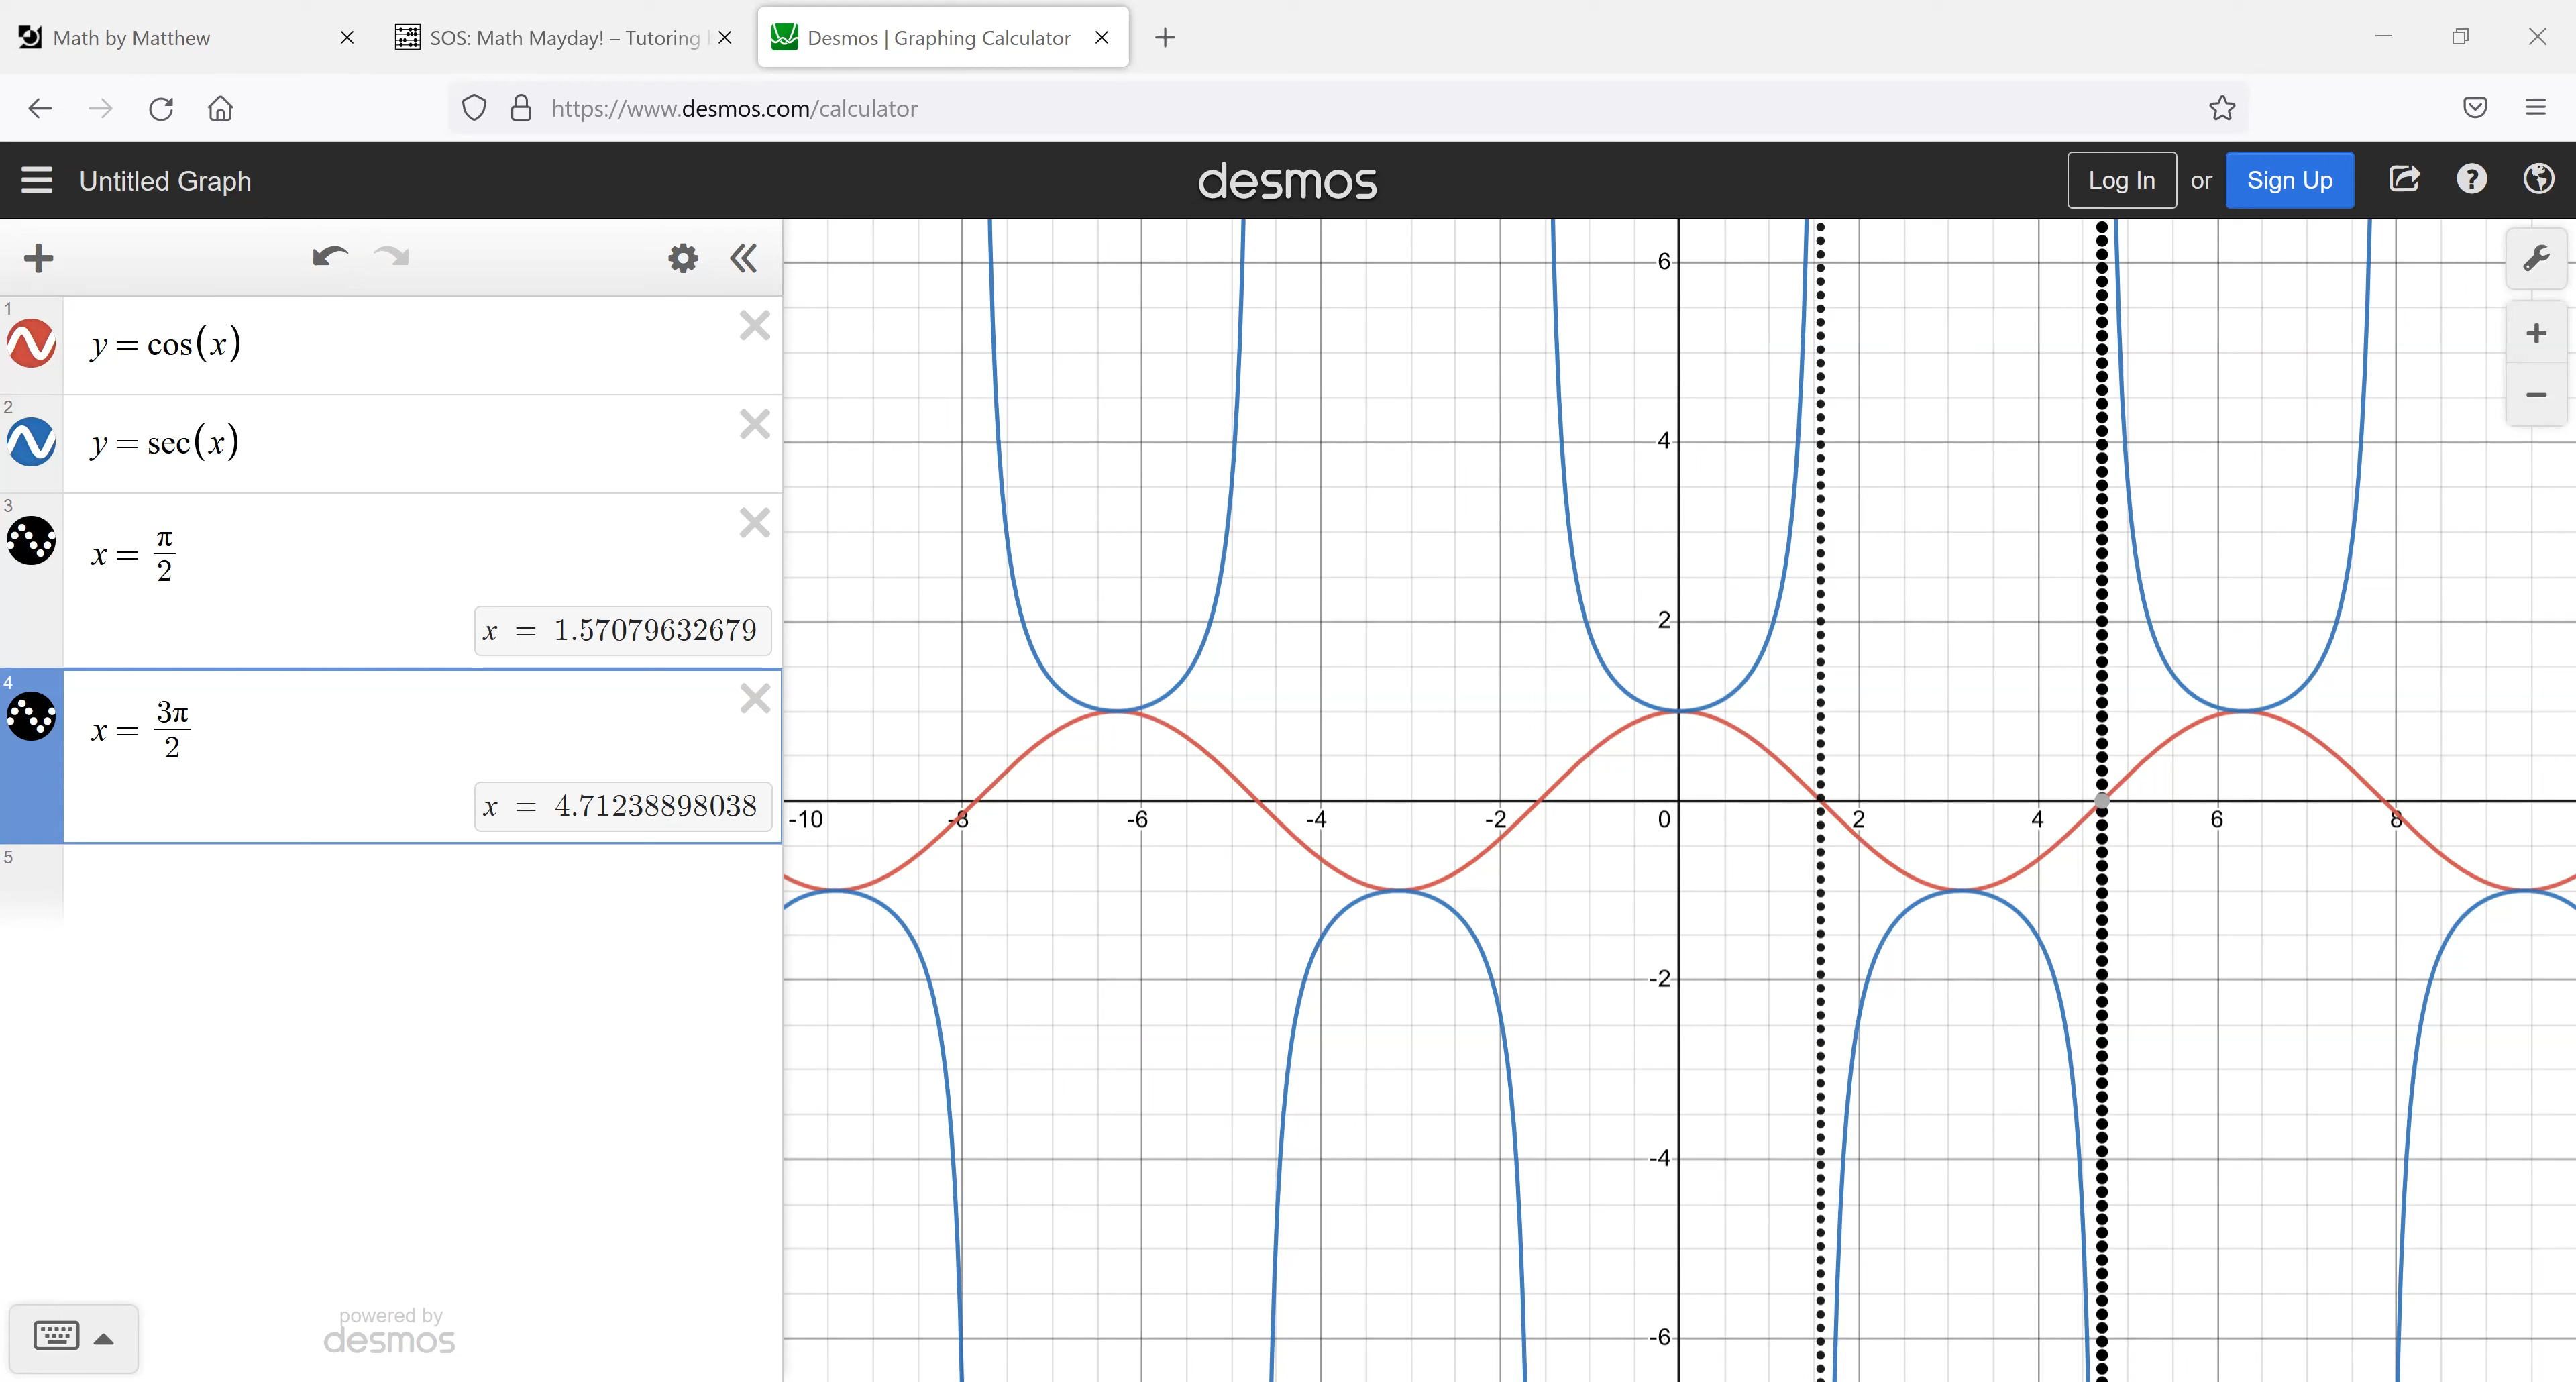 Math by Matthew
SOS: Math Mayday! – Tutoring
Desmos | Graphing Calculator
https://www.desmos.com/calculator
Untitled Graph
desmos
Log In or Sign Up
1
y = cos(x)
2
y = sec(x)
3
x = π/2
x = 1.57079632679
4
x = 3π/2
x = 4.71238898038
5
powered by
desmos
6
4
2
-10 -8 -6 -4 -2 0 2 4 6 8
-2
-4
-6